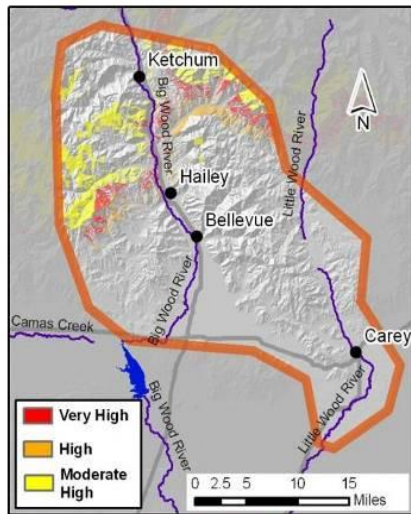 Ketchum
Big Wood River
N
Hailey
Little Wood River
Bellevue
Big Wood River
Camas Creek
Carey
Big Wood River
Little Wood River
Very High
High
Moderate
High
0 2.5 5 10 15
Miles